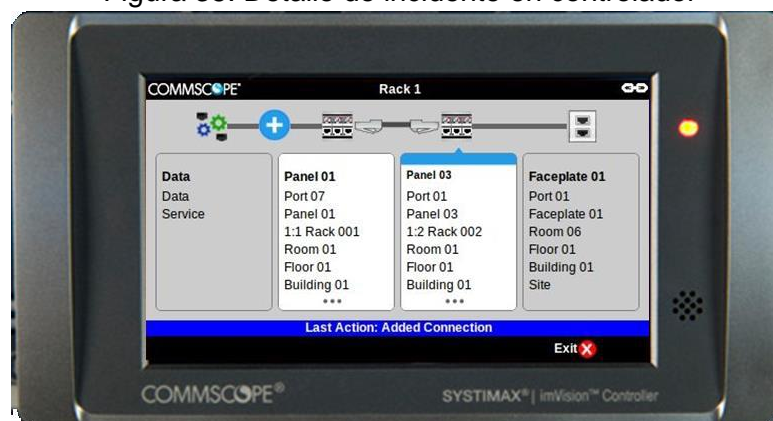 Figura 55. Detalle de incidente en controlador
COMMSCOPE®
Rack 1
Data
Data
Service
Panel 01
Port 07
Panel 01
1:1 Rack 001
Room 01
Floor 01
Building 01
...
Panel 03
Port 01
Panel 03
1:2 Rack 002
Room 01
Floor 01
Building 01
...
Faceplate 01
Port 01
Faceplate 01
Room 06
Floor 01
Building 01
Site
Last Action: Added Connection
Exit
COMMSCOPE®
SYSTIMAX® | imVision™ Controller